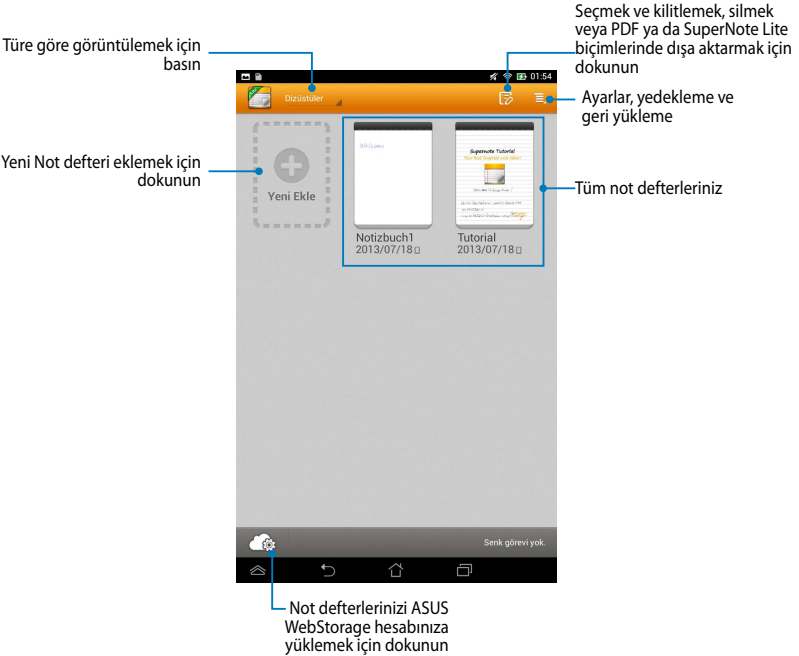 Seçmek ve kilitlemek, silmek
veya PDF ya da SuperNote Lite
biçimlerinde dışa aktarmak için
dokunun
Türe göre görüntülemek için
basın
01:54
Dizüstüler
Ayarlar, yedekleme ve
geri yükleme
Yeni Not defteri eklemek için
dokunun
Yeni Ekle
Supernote Tutorial
Tüm not defterleriniz
Notizbuch1
2013/07/18
Tutorial
2013/07/18
Senk görevi yok.
Not defterlerinizi ASUS
WebStorage hesabınıza
yüklemek için dokunun